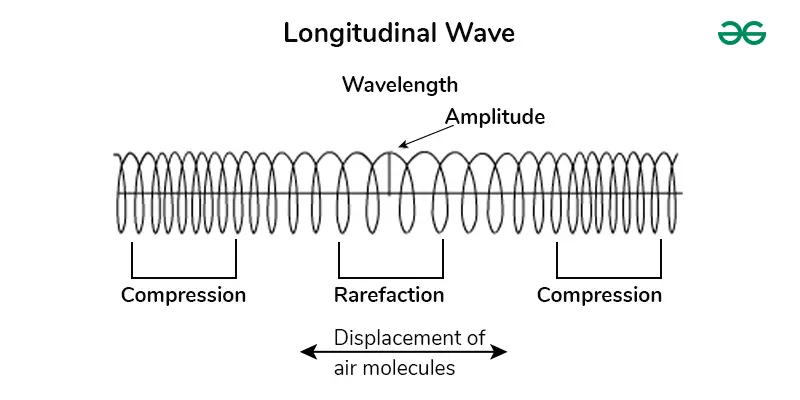 Longitudinal Wave
Wavelength
Amplitude
Compression
Rarefaction
Compression
Displacement of
air molecules